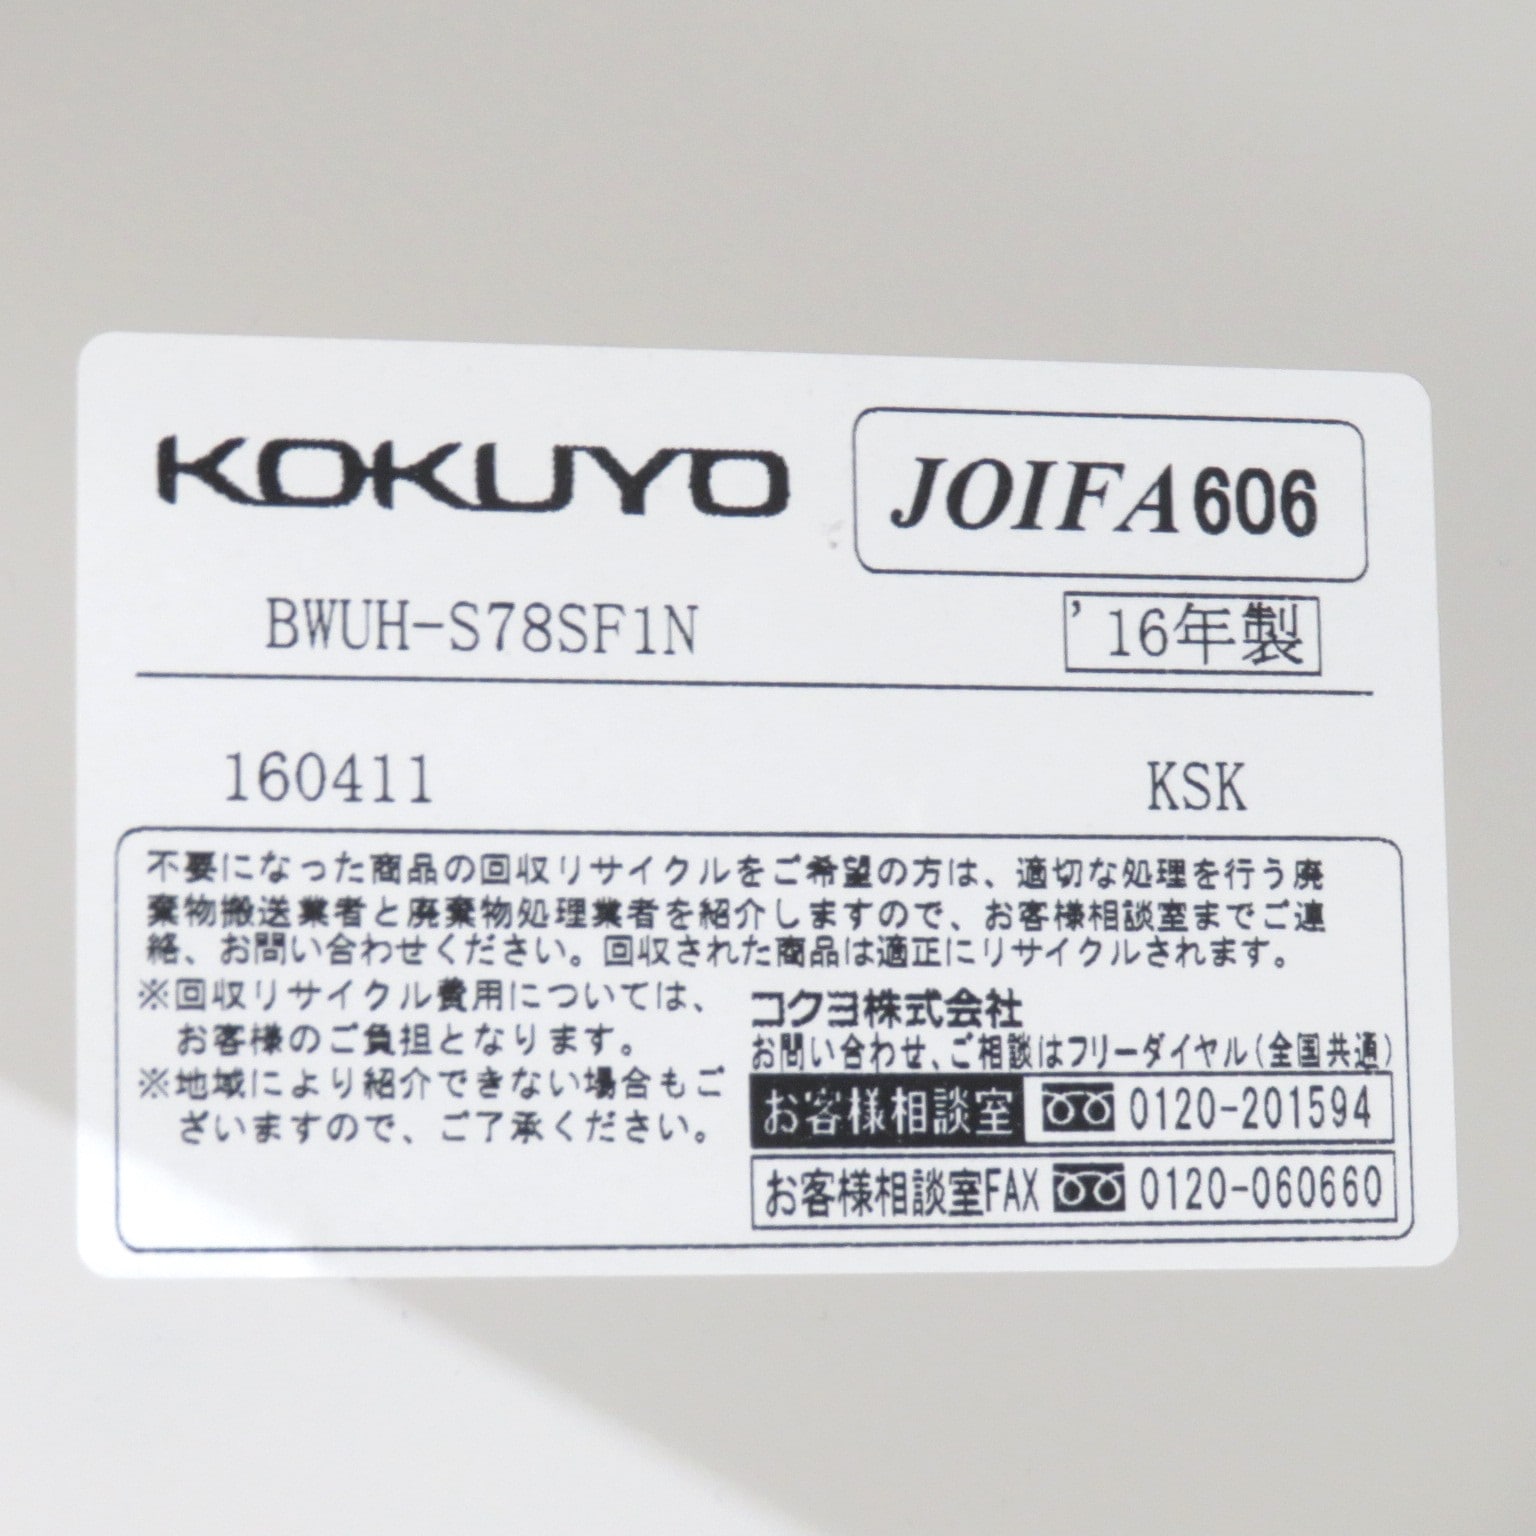 KOKUYO
JOIFA606
BWUH-S78SF1N
'16年製
160411
KSK
不要になった商品の回収リサイクルをご希望の方は、適切な処理を行う廃
棄物搬送業者と廃棄物処理業者を紹介しますので、お客様相談室までご連
絡、お問い合わせください。回収された商品は適正にリサイクルされます。
※回収リサイクル費用については、
お客様のご負担となります。
※地域により紹介できない場合もご
ざいますので、ご了承ください。
コクヨ株式会社
お問い合わせ、ご相談はフリーダイヤル(全国共通)
お客様相談室 0120-201594
お客様相談室FAX 0120-060660